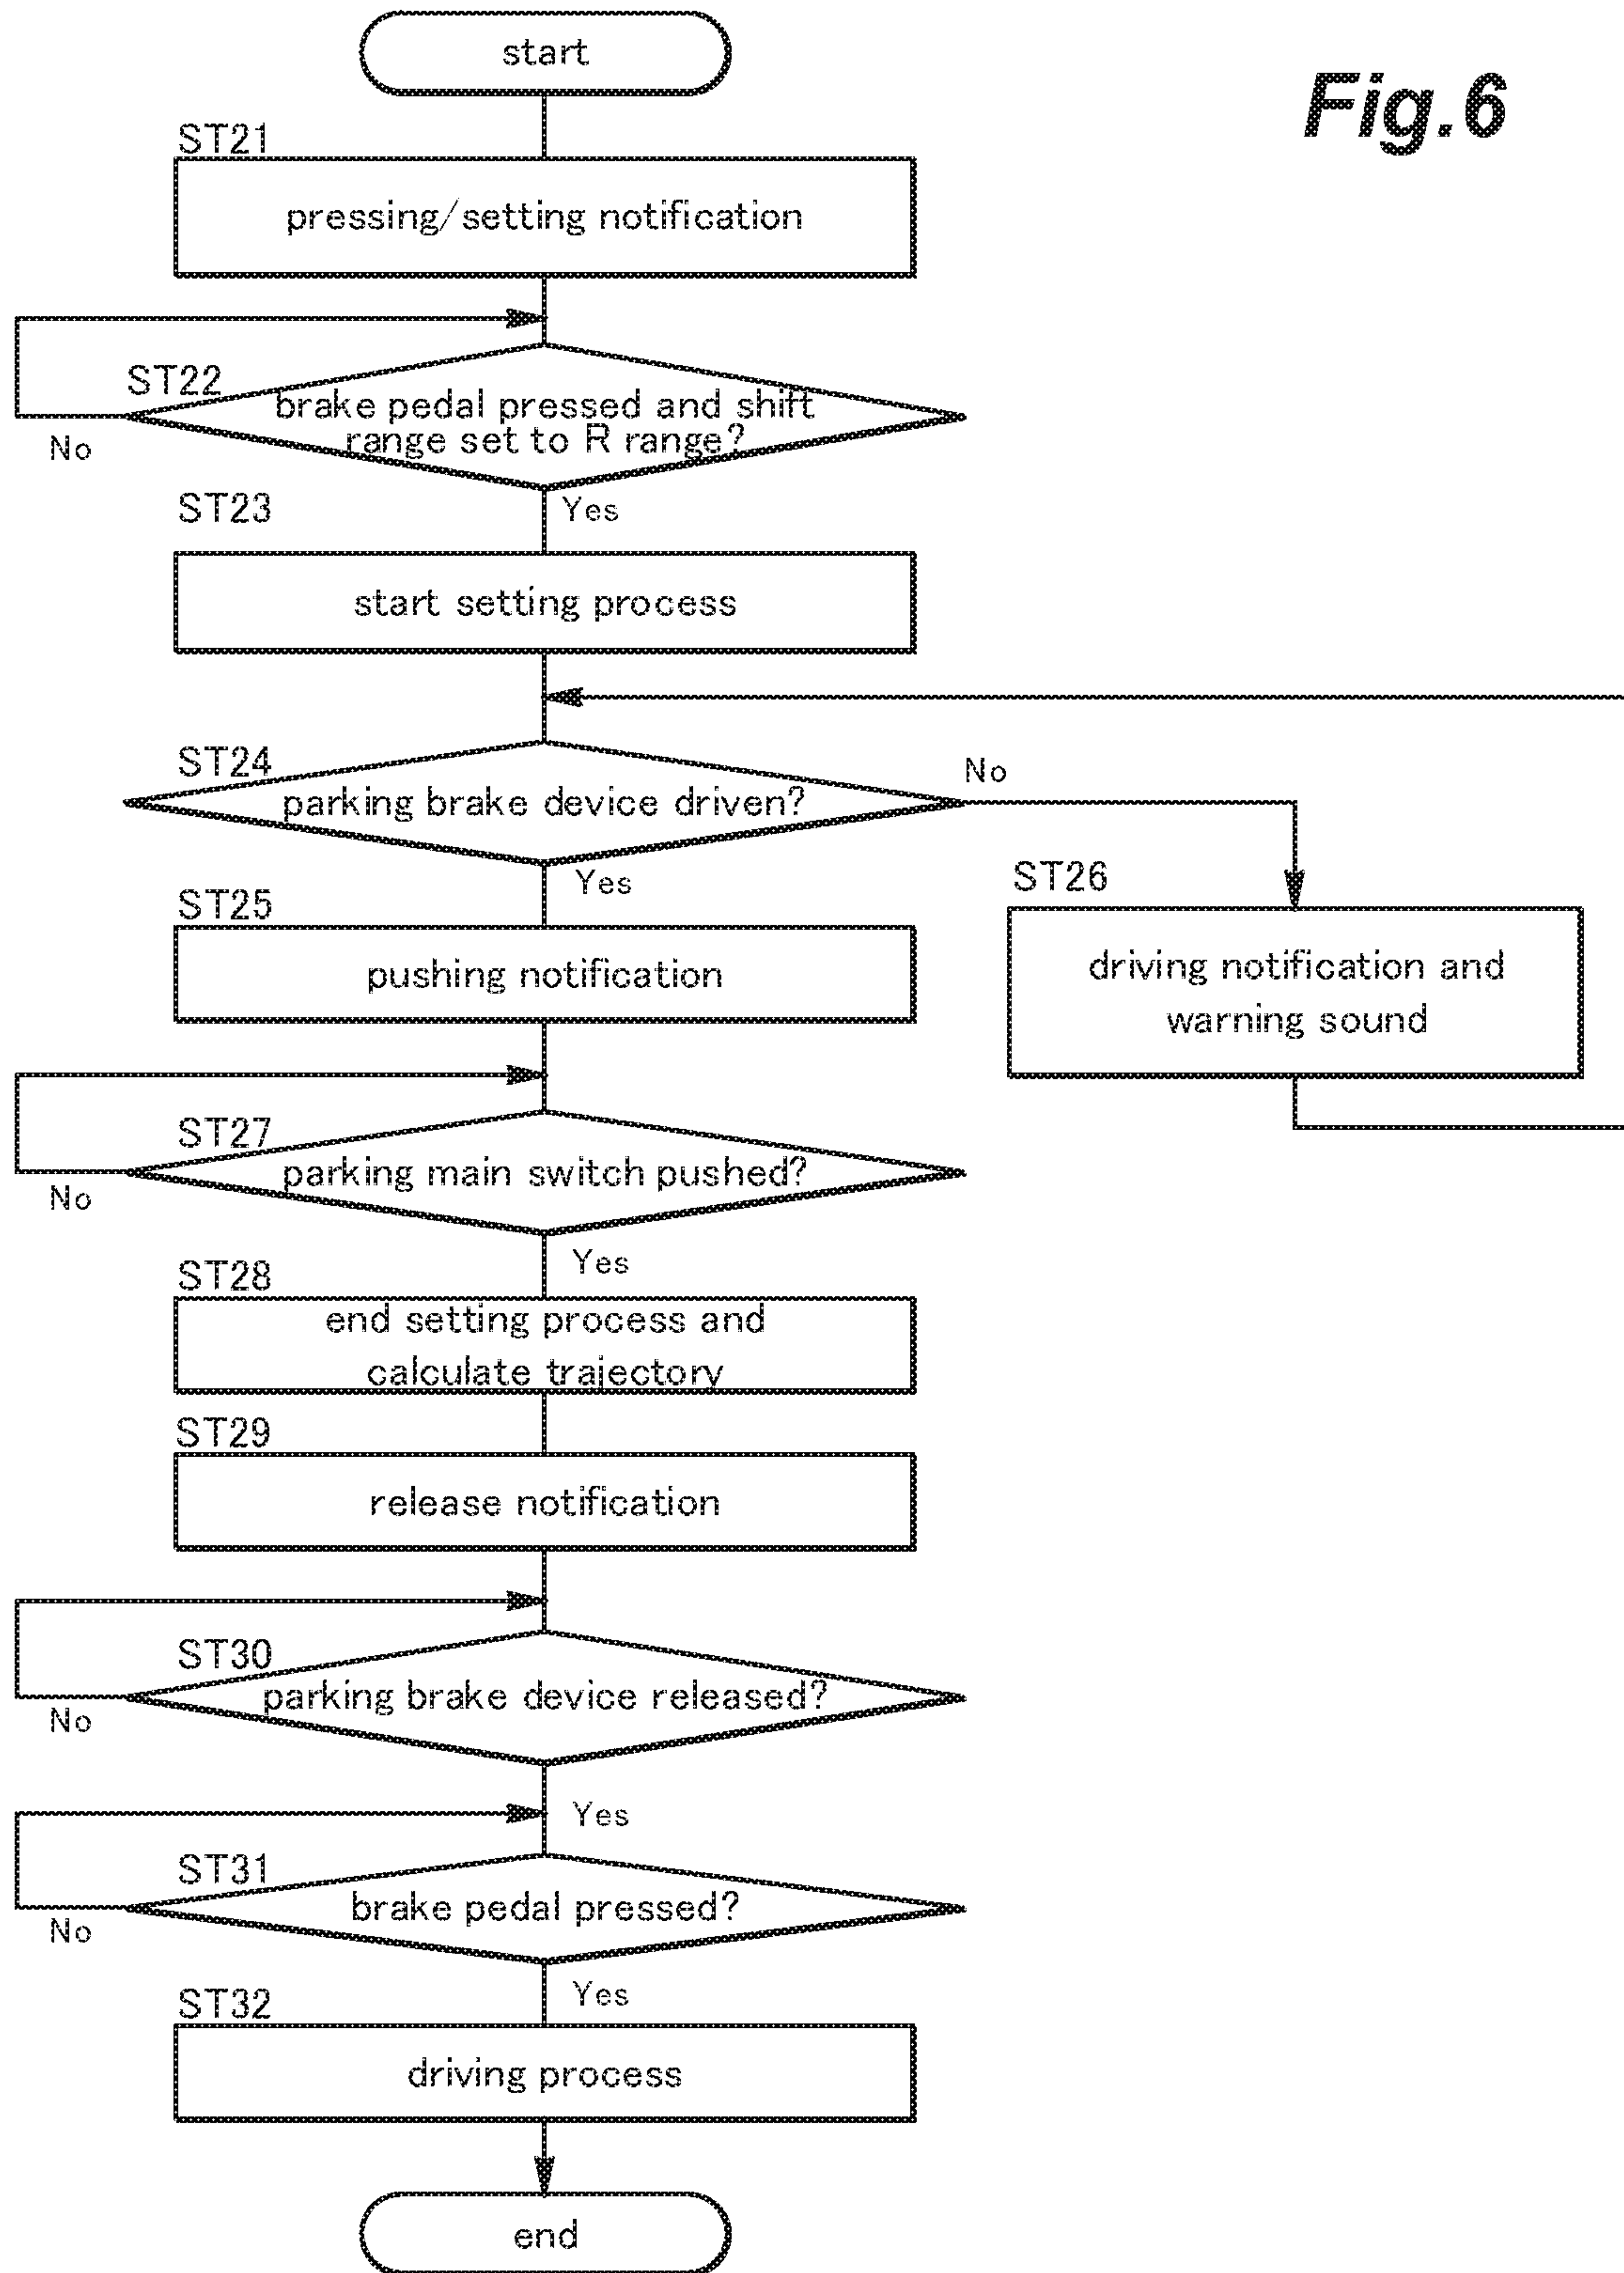 start
Fig.6
ST21
pressing/setting notification
ST22
brake pedal pressed and shift
range set to R range?
No
ST23
Yes
start setting process
ST24
No
parking brake device driven?
Yes
ST26
ST25
driving notification and
warning sound
pushing notification
ST27
parking main switch pushed?
No
Yes
ST28
end setting process and
calculate trajectory
ST29
release notification
ST30
parking brake device released?
No
Yes
ST31
brake pedal pressed?
No
Yes
ST32
driving process
end